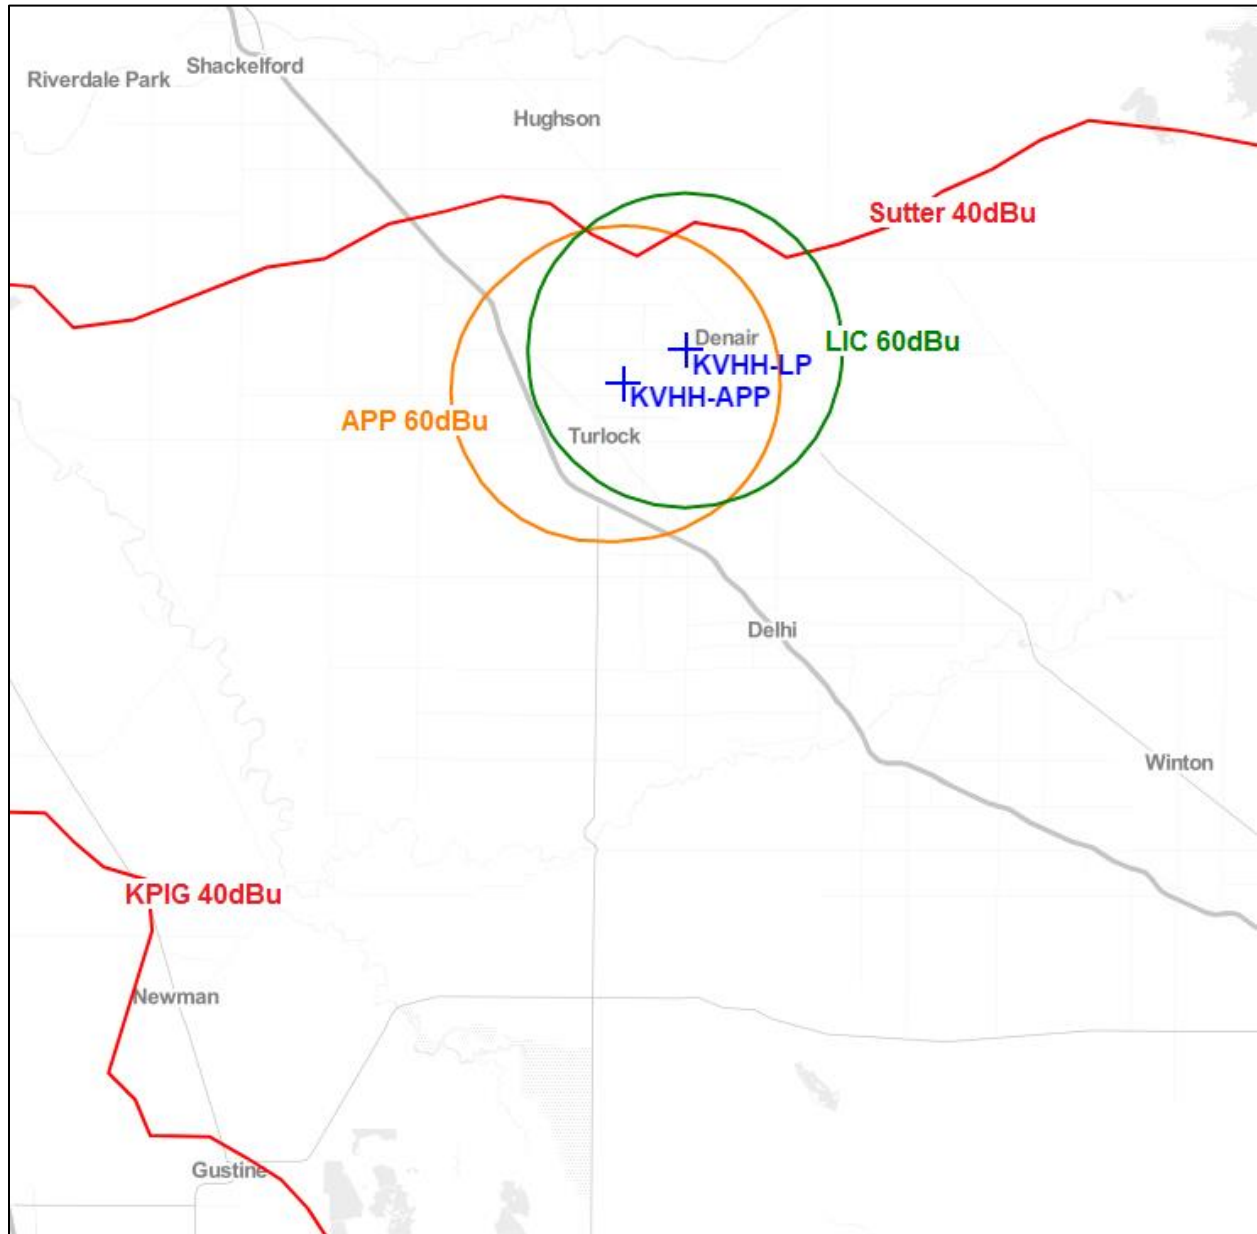 Shackelford
Riverdale Park
Hughson
Sutter 40dBu
Denair
LIC 60dBu
KVHH-LP
KVHH-APP
APP 60dBu
Turlock
Delhi
Winton
KPIG 40dBu
Newman
Gustine